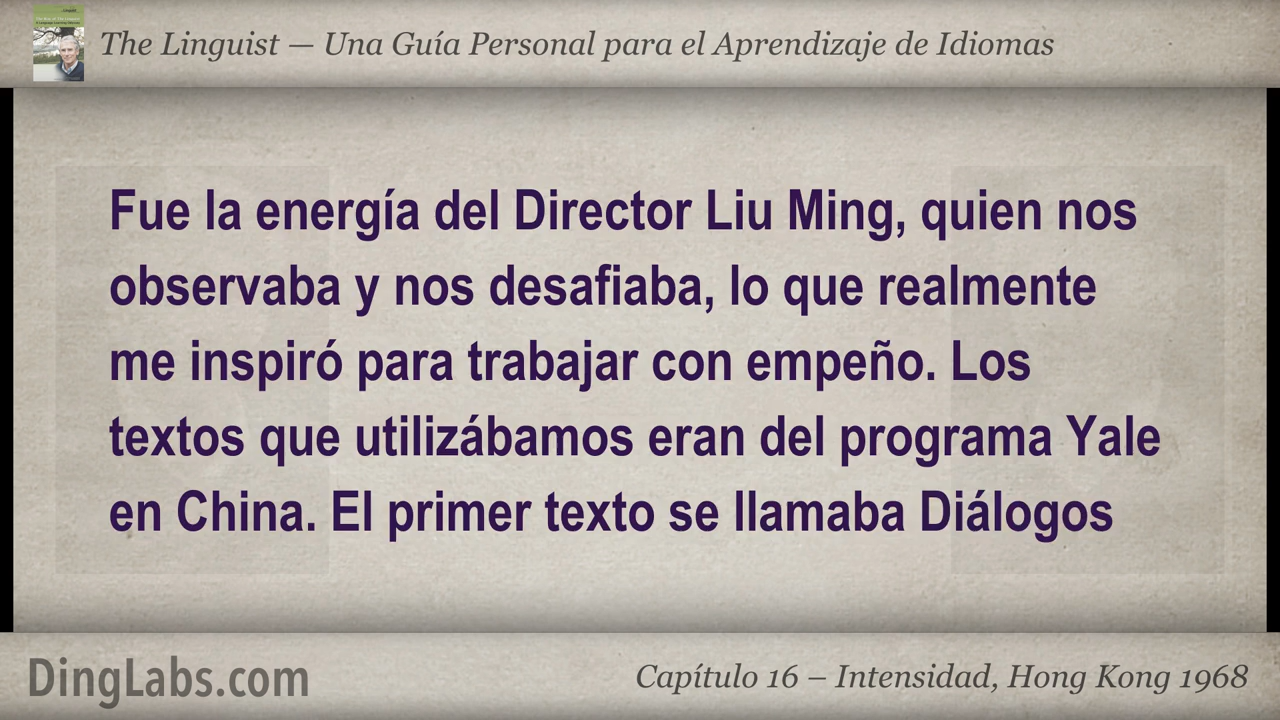 The Linguist — Una Guía Personal para el Aprendizaje de Idiomas
Fue la energía del Director Liu Ming, quien nos
observaba y nos desafiaba, lo que realmente
me inspiró para trabajar con empeño. Los
textos que utilizábamos eran del programa Yale
en China. El primer texto se llamaba Diálogos
DingLabs.com
Capítulo 16 – Intensidad, Hong Kong 1968